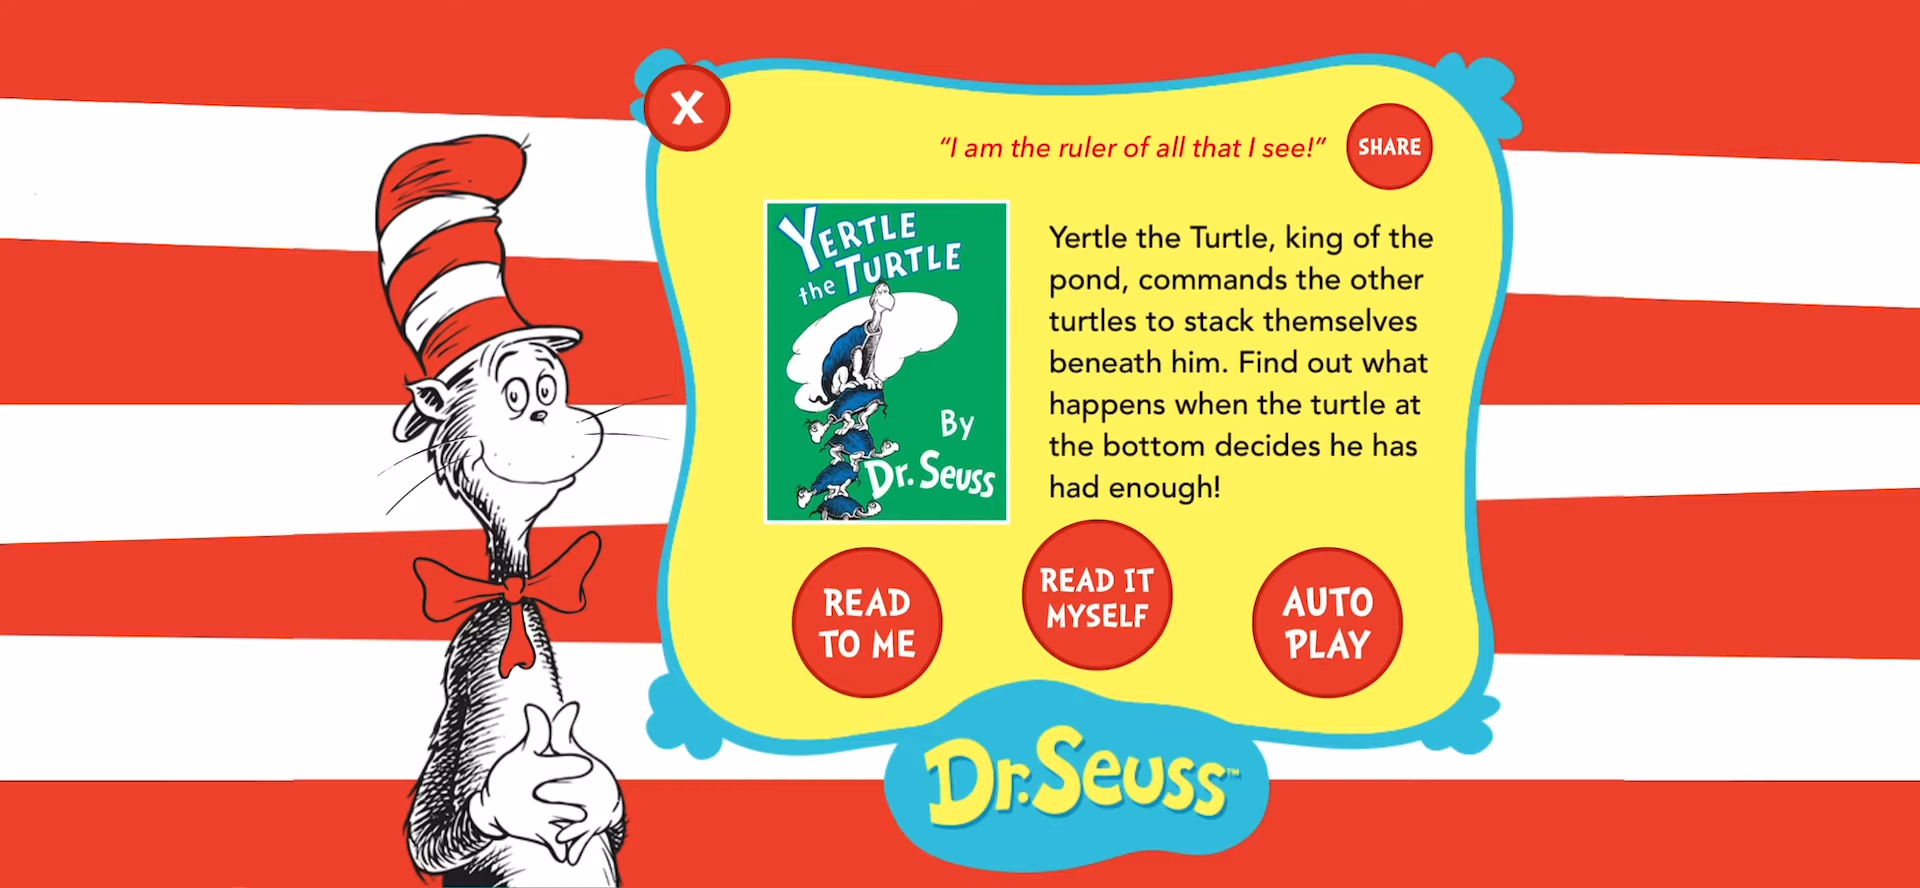 X
“I am the ruler of all that I see!“
SHARE
YERTLE
the TURTLE
By
Dr. Seuss
Yertle the Turtle, king of the
pond, commands the other
turtles to stack themselves
beneath him. Find out what
happens when the turtle at
the bottom decides he has
had enough!
READ
TO ME
READ IT
MYSELF
AUTO
PLAY
Dr. Seuss™